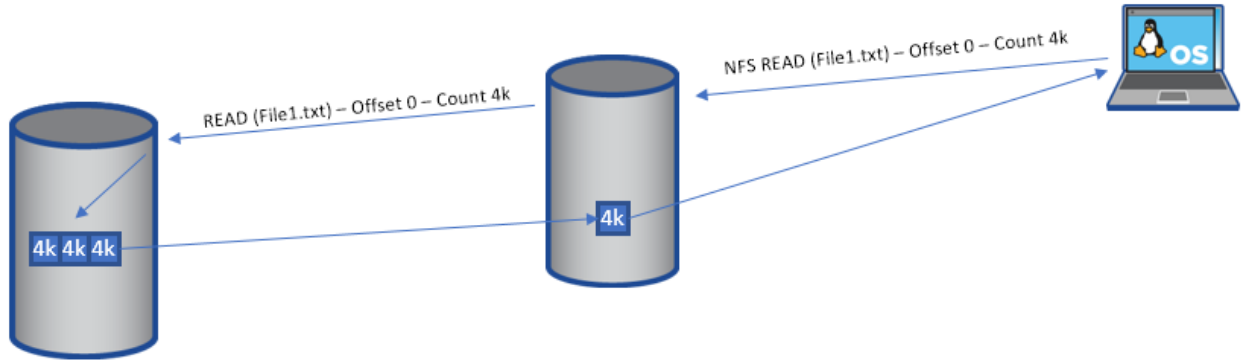 NFS READ (File1.txt) – Offset 0 – Count 4k
OS
READ (File1.txt) – Offset 0 – Count 4k
4k
4k 4k 4k